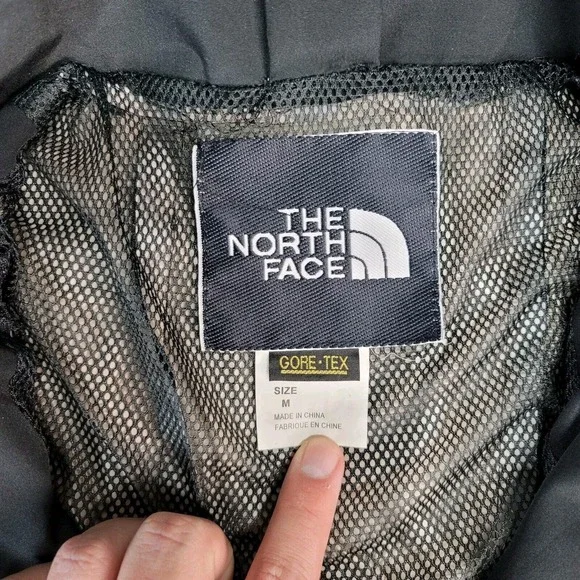 THE
NORTH
FACE
GORE-TEX
SIZE
M
MADE IN CHINA
FABRIQUE EN CHINE